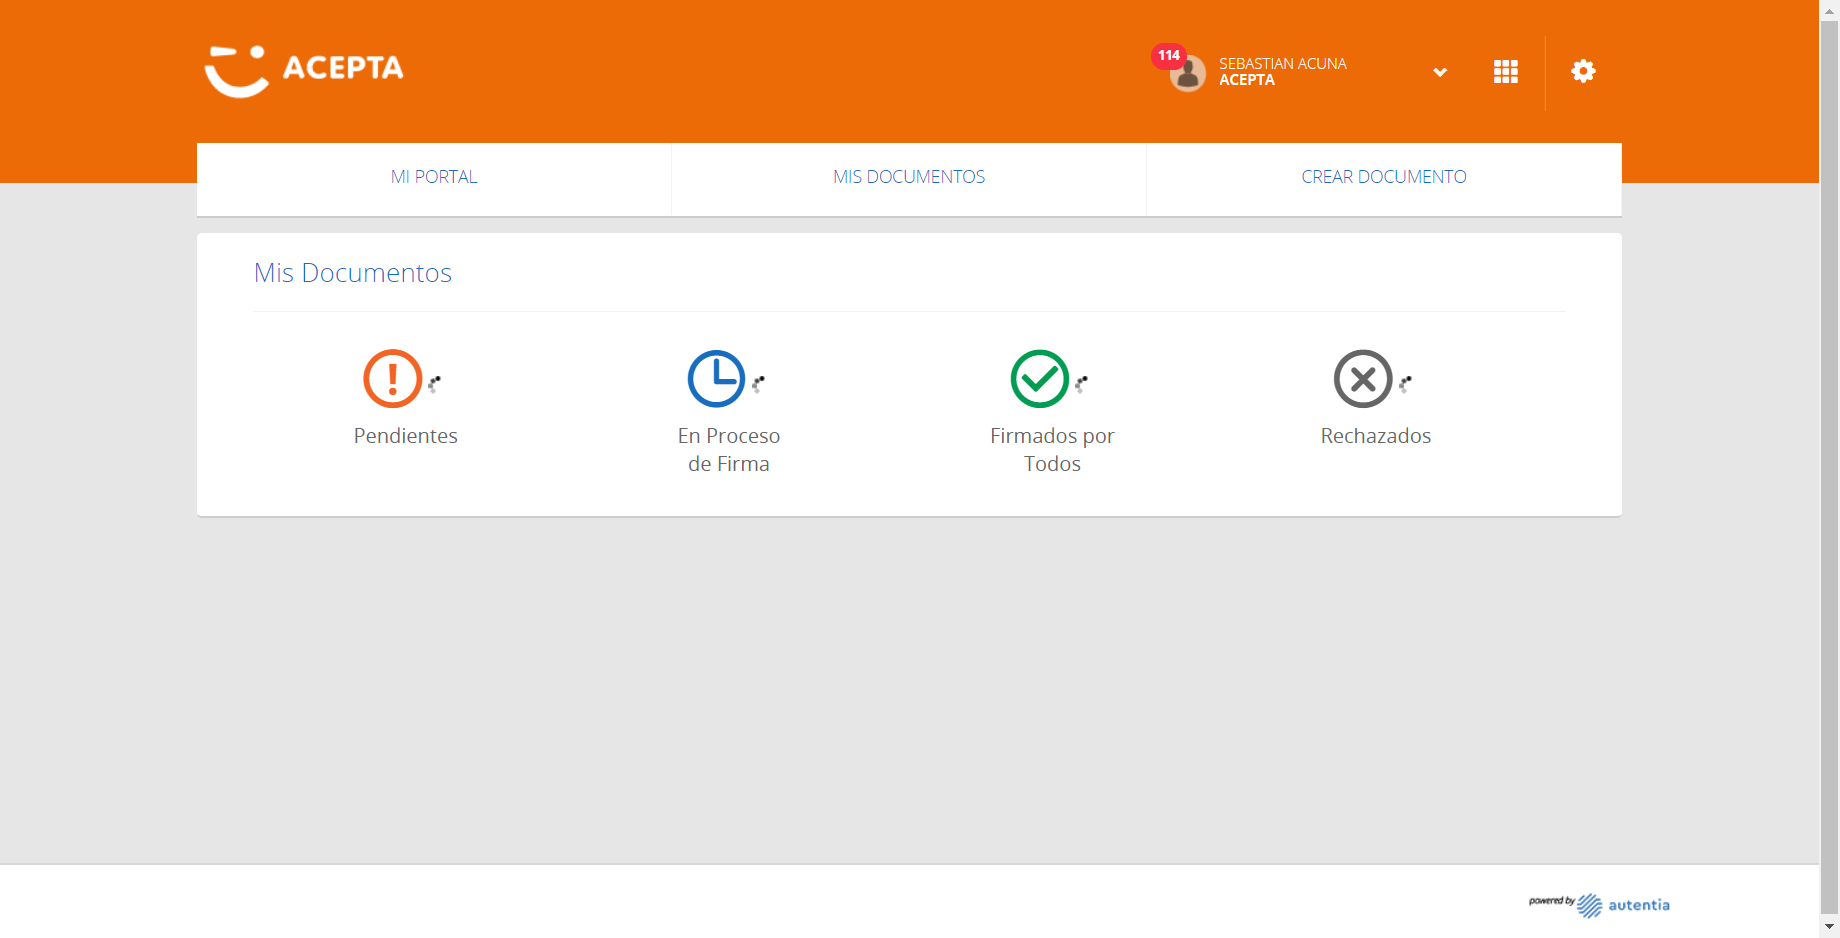 ACEPTA
114
SEBASTIAN ACUNA
ACEPTA
MI PORTAL
MIS DOCUMENTOS
CREAR DOCUMENTO
Mis Documentos
Pendientes
En Proceso
de Firma
Firmados por
Todos
Rechazados
powered by autentia